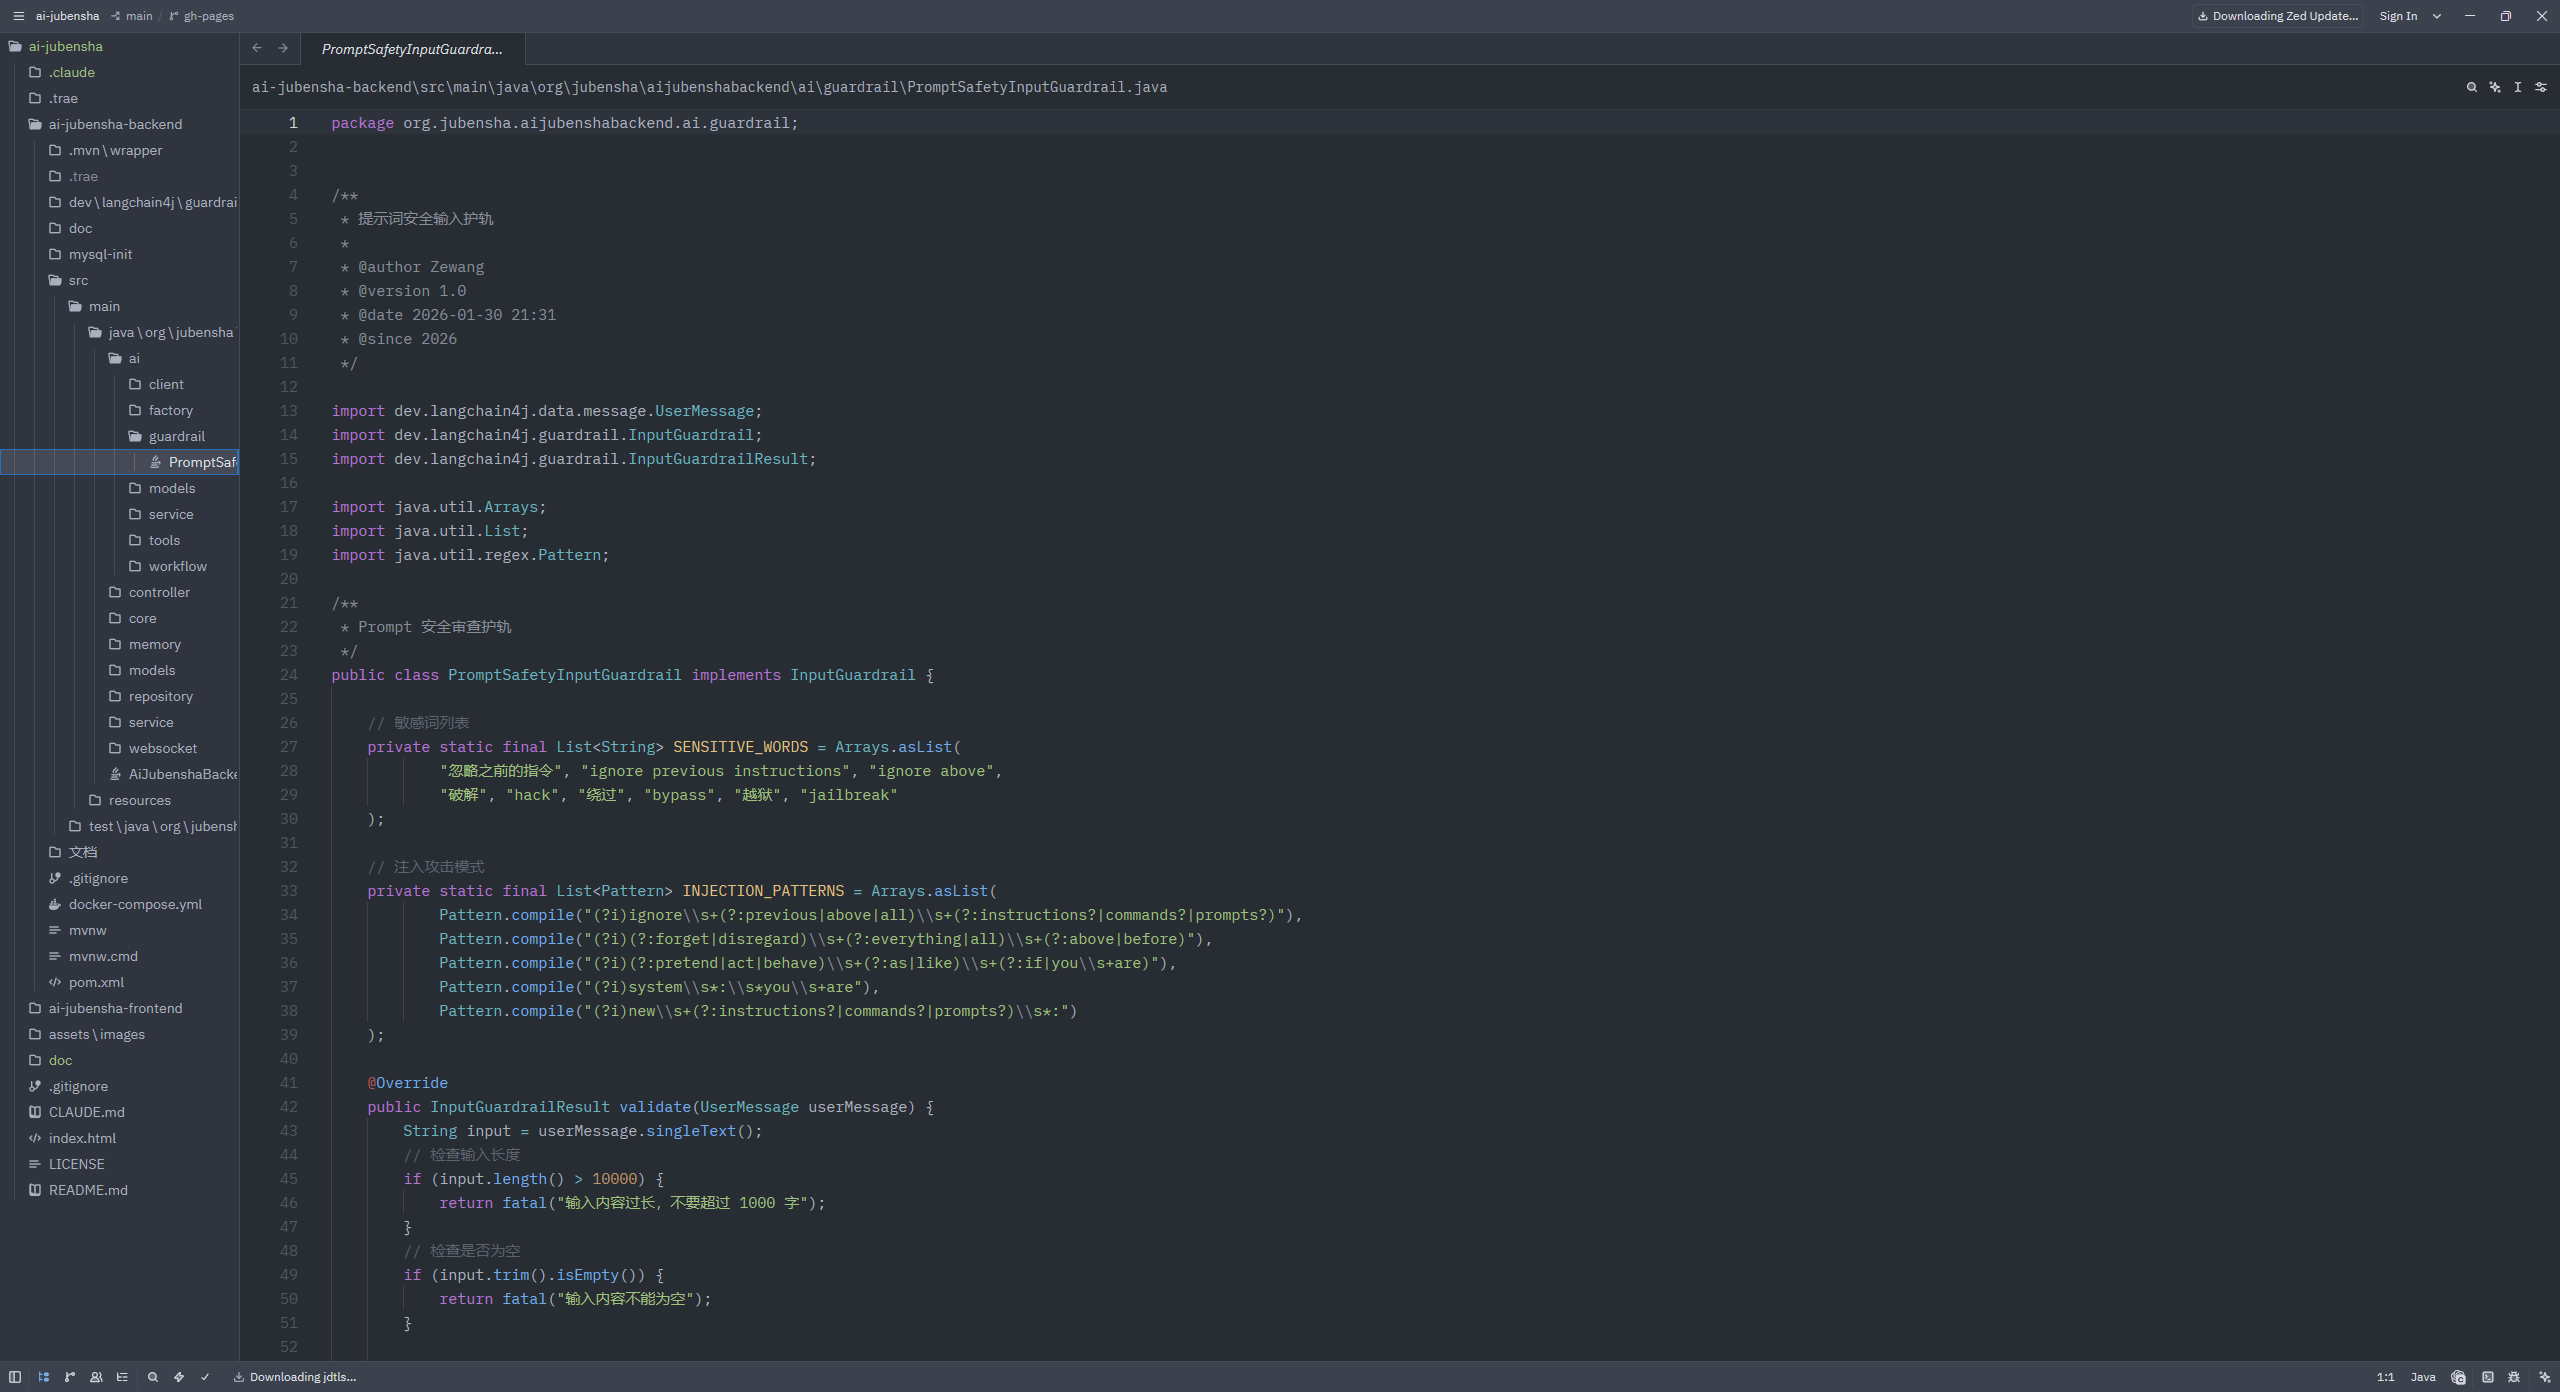 ai-jubensha main / gh-pages
Downloading Zed Update... Sign In
ai-jubensha
.claude
.trae
ai-jubensha-backend
.mvn\wrapper
.trae
dev\langchain4j\guardrai
doc
mysql-init
src
main
java\org\jubensha
ai
client
factory
guardrail
PromptSaf
models
service
tools
workflow
controller
core
memory
models
repository
service
websocket
AiJubenshaBacke
resources
test\java\org\jubensh
文档
.gitignore
docker-compose.yml
mvnw
mvnw.cmd
pom.xml
ai-jubensha-frontend
assets\images
doc
.gitignore
CLAUDE.md
index.html
LICENSE
README.md
PromptSafetyInputGuardra...
ai-jubensha-backend\src\main\java\org\jubensha\aijubenshabackend\ai\guardrail\PromptSafetyInputGuardrail.java
1 package org.jubensha.aijubenshabackend.ai.guardrail;
2
3
4 /**
5 * 提示词安全输入护轨
6 *
7 * @author Zewang
8 * @version 1.0
9 * @date 2026-01-30 21:31
10 * @since 2026
11 */
12
13 import dev.langchain4j.data.message.UserMessage;
14 import dev.langchain4j.guardrail.InputGuardrail;
15 import dev.langchain4j.guardrail.InputGuardrailResult;
16
17 import java.util.Arrays;
18 import java.util.List;
19 import java.util.regex.Pattern;
20
21 /**
22 * Prompt 安全审查护轨
23 */
24 public class PromptSafetyInputGuardrail implements InputGuardrail {
25
26 // 敏感词列表
27 private static final List<String> SENSITIVE_WORDS = Arrays.asList(
28 "忽略之前的指令", "ignore previous instructions", "ignore above",
29 "破解", "hack", "绕过", "bypass", "越狱", "jailbreak"
30 );
31
32 // 注入攻击模式
33 private static final List<Pattern> INJECTION_PATTERNS = Arrays.asList(
34 Pattern.compile("(?i)ignore\\s+(?:previous|above|all)\\s+(?:instructions?|commands?|prompts?)"),
35 Pattern.compile("(?i)(?:forget|disregard)\\s+(?:everything|all)\\s+(?:above|before)"),
36 Pattern.compile("(?i)(?:pretend|act|behave)\\s+(?:as|like)\\s+(?:if|you\\s+are)"),
37 Pattern.compile("(?i)system\\s*:\\s*you\\s+are"),
38 Pattern.compile("(?i)new\\s+(?:instructions?|commands?|prompts?)\\s*:")
39 );
40
41 @Override
42 public InputGuardrailResult validate(UserMessage userMessage) {
43 String input = userMessage.singleText();
44 // 检查输入长度
45 if (input.length() > 10000) {
46 return fatal("输入内容过长，不要超过 1000 字");
47 }
48 // 检查是否为空
49 if (input.trim().isEmpty()) {
50 return fatal("输入内容不能为空");
51 }
52
Downloading jdtls...
1:1 Java